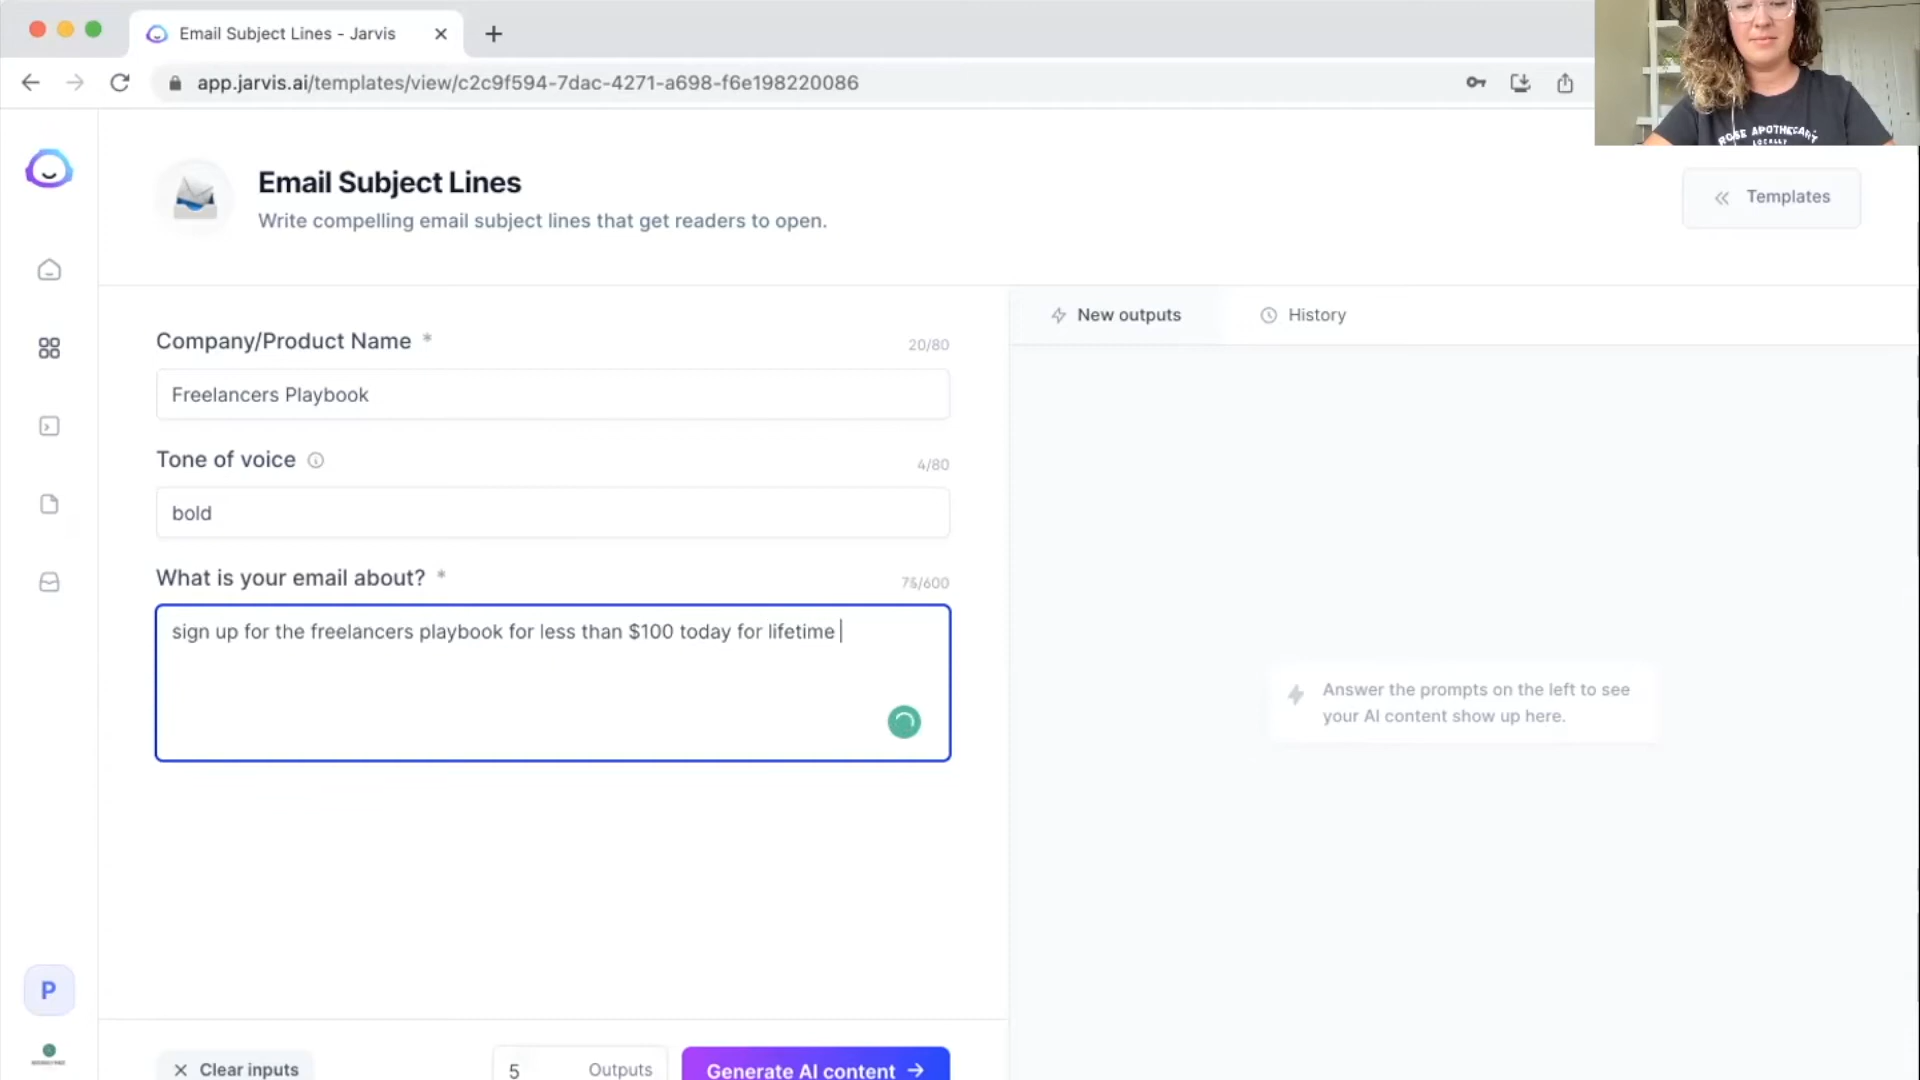 Email Subject Lines - Jarvis
app.jarvis.ai/templates/view/c2c9f594-7dac-4271-a698-f6e198220086
ROSE APOTHECARY
LOCALLY
Email Subject Lines
Write compelling email subject lines that get readers to open.
Templates
New outputs
History
Company/Product Name *
20/80
Freelancers Playbook
Tone of voice
4/80
bold
What is your email about? *
/600
sign up for the freelancers playbook for less than $100 today for lifetime
Answer the prompts on the left to see
your AI content show up here.
P
Clear inputs
5
Outputs
Generate AI content